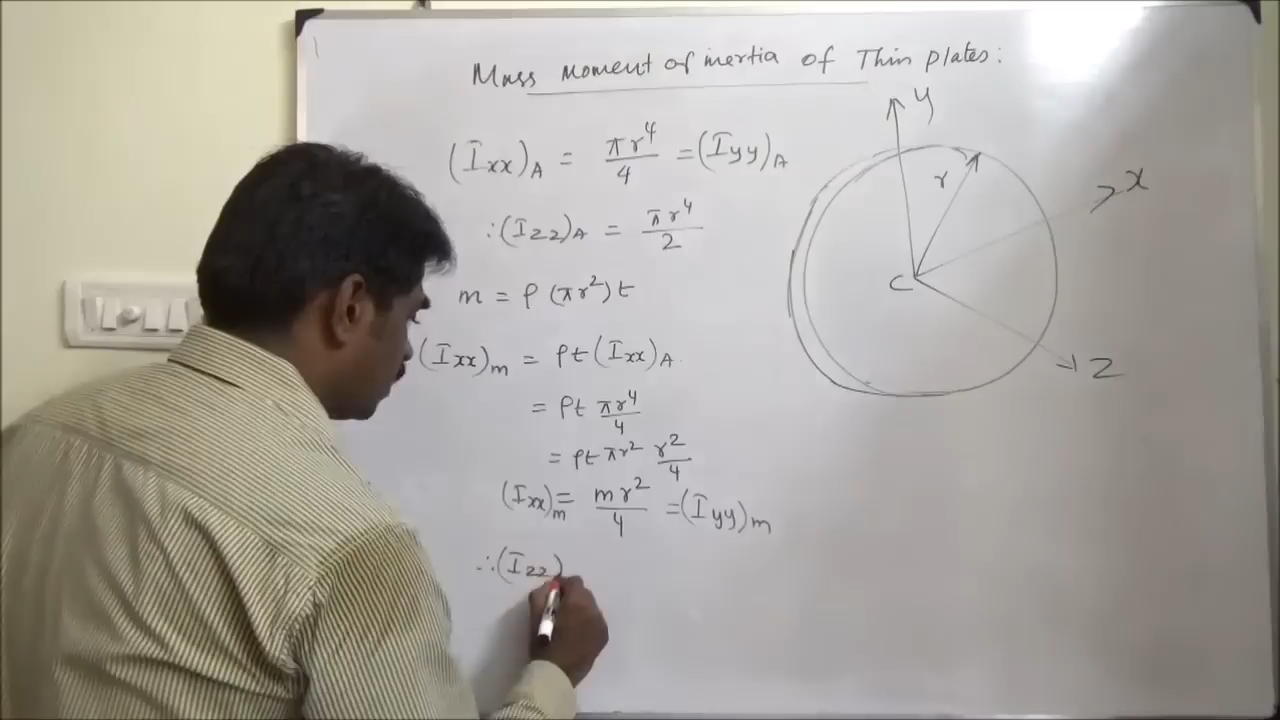 Mass Moment of inertia of Thin plates:
(Ixx)A = πr⁴/4 = (Iyy)A
∴(Izz)A = πr⁴/2
m = ρ(πr²)t
(Ixx)m = ρt(Ixx)A
= ρt πr⁴/4
= ρt πr² r²/4
(Ixx)m = mr²/4 = (Iyy)m
∴(Izz)
y
r
x
C
z